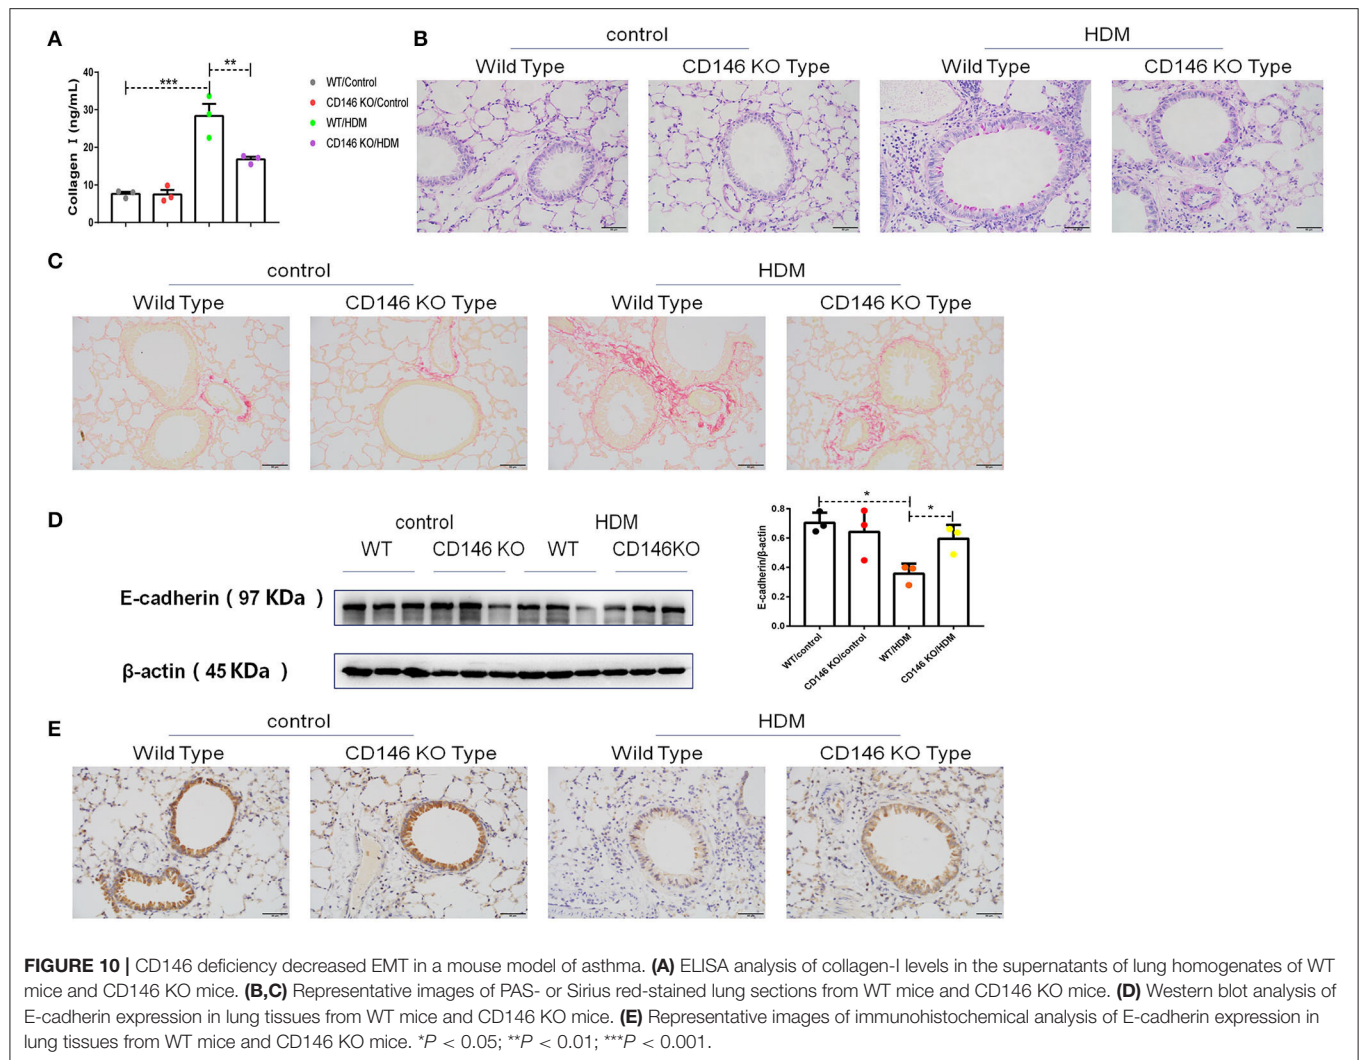 A
***
**
40
30
20
10
0
Collagen I (ng/mL)
WT/Control
CD146 KO/Control
WT/HDM
CD146 KO/HDM
B
control
HDM
Wild Type
CD146 KO Type
Wild Type
CD146 KO Type
C
control
HDM
Wild Type
CD146 KO Type
Wild Type
CD146 KO Type
D
control
HDM
WT
CD146 KO
WT
CD146KO
E-cadherin ( 97 KDa )
β-actin ( 45 KDa )
*
*
0.8
0.6
0.4
0.2
0.0
E-cadherin/β-actin
WT/control
CD146 KO/control
WT/HDM
CD146 KO/HDM
E
control
HDM
Wild Type
CD146 KO Type
Wild Type
CD146 KO Type
FIGURE 10 | CD146 deficiency decreased EMT in a mouse model of asthma. (A) ELISA analysis of collagen-I levels in the supernatants of lung homogenates of WT
mice and CD146 KO mice. (B,C) Representative images of PAS- or Sirius red-stained lung sections from WT mice and CD146 KO mice. (D) Western blot analysis of
E-cadherin expression in lung tissues from WT mice and CD146 KO mice. (E) Representative images of immunohistochemical analysis of E-cadherin expression in
lung tissues from WT mice and CD146 KO mice. *P < 0.05; **P < 0.01; ***P < 0.001.